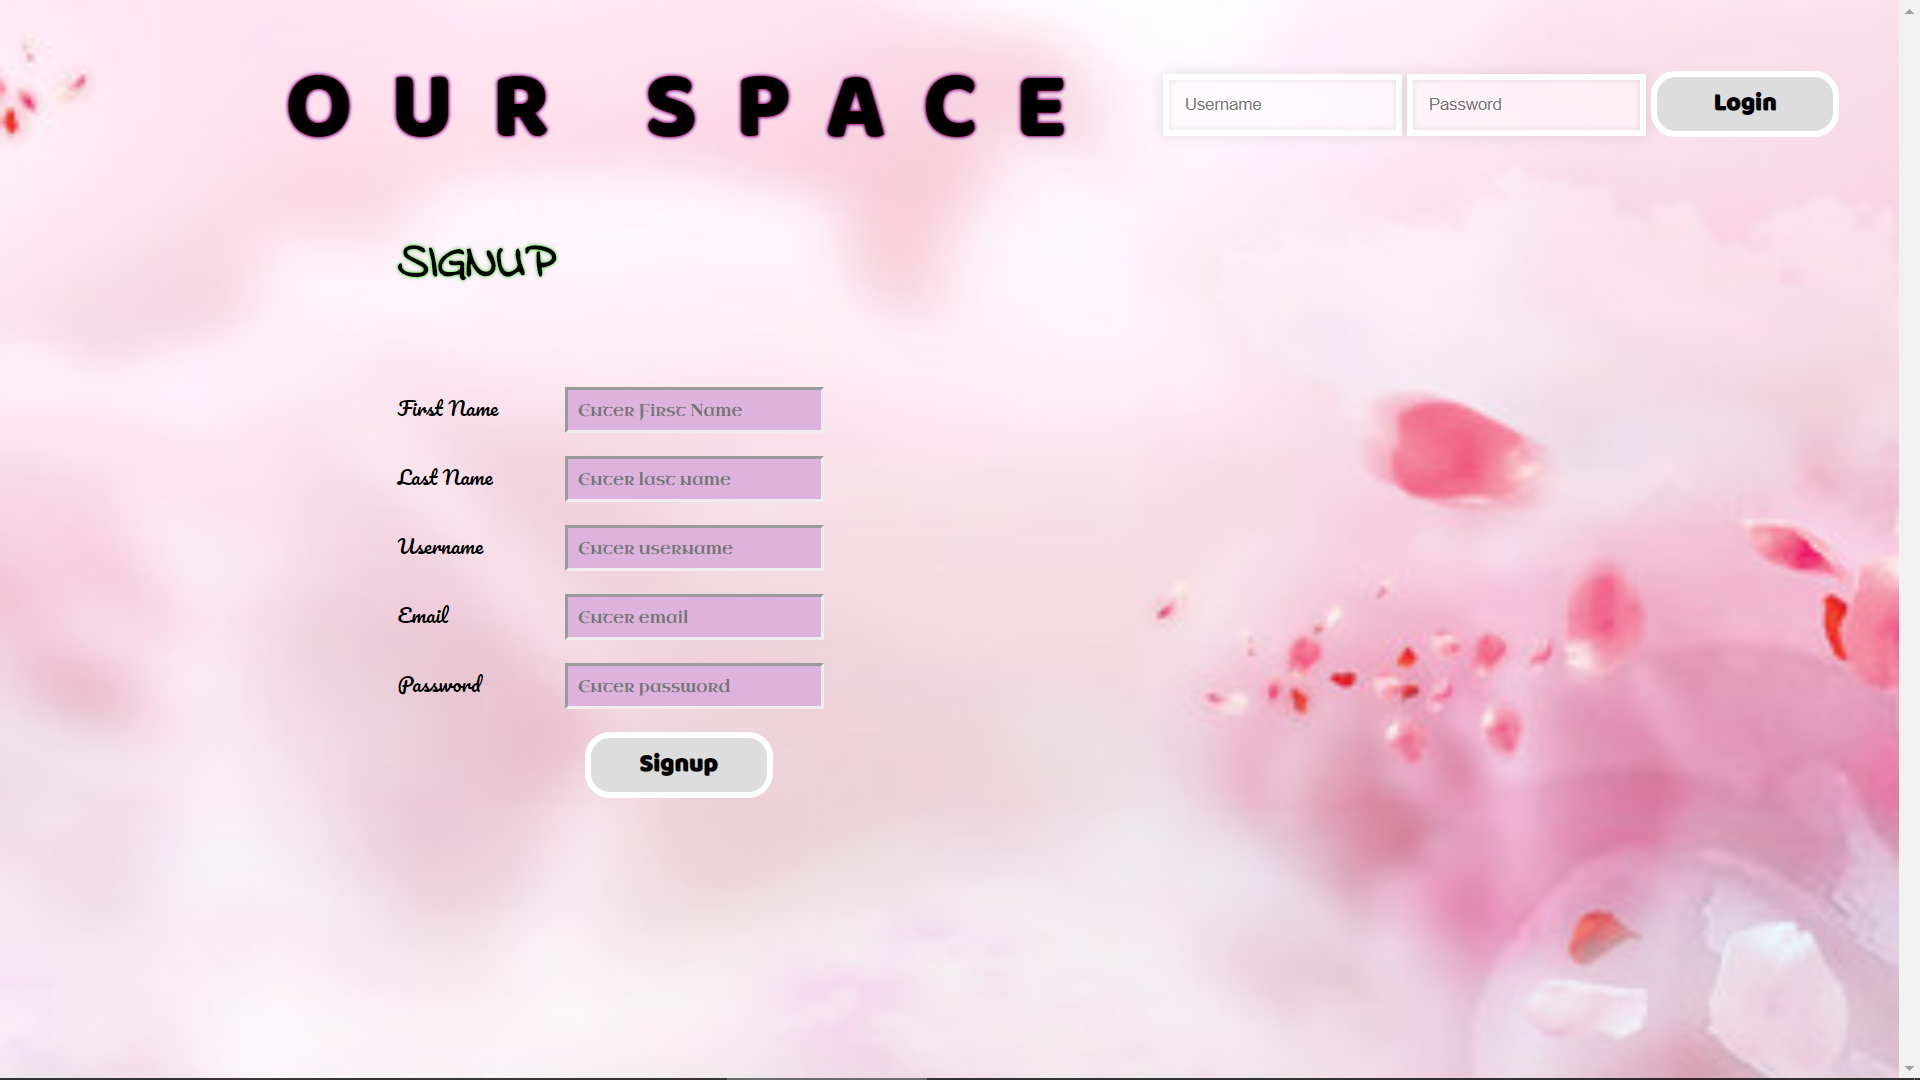 OUR SPACE
Username Password Login
SIGNUP
First Name Enter First Name
Last Name Enter last name
Username Enter username
Email Enter email
Password Enter password
Signup